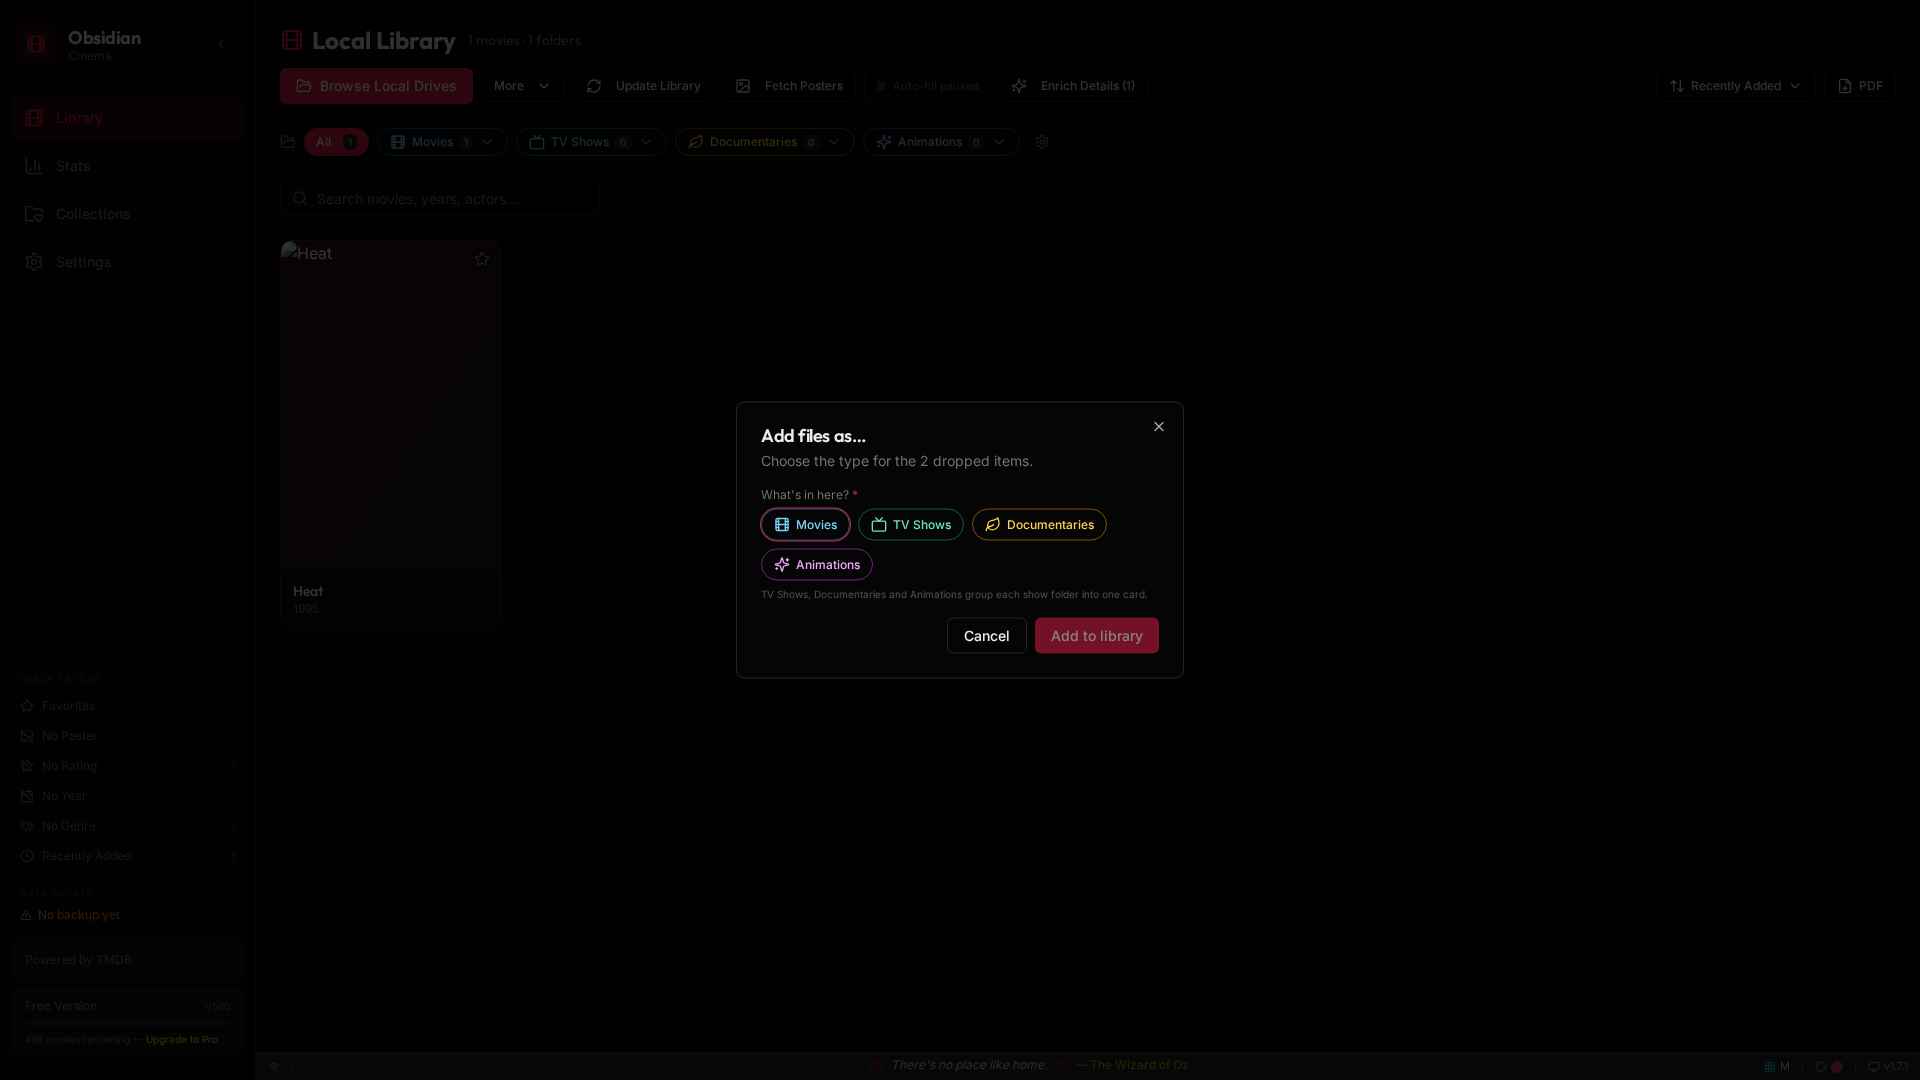 Obsidian
Cinema
Library
Stats
Collections
Settings
Favorites
No Poster
No Rating
No Year
No Genre
Recently Added
No backup yet
Powered by TMDB
Free Version
Upgrade to Pro
Local Library
1 movies · 1 folders
Browse Local Drives
More
Update Library
Fetch Posters
Auto-fill paused
Enrich Details (1)
Recently Added
PDF
All 1
Movies 1
TV Shows 0
Documentaries 0
Animations 0
Search movies, years, actors...
Heat
Heat
1995
Add files as...
Choose the type for the 2 dropped items.
What's in here? *
Movies
TV Shows
Documentaries
Animations
TV Shows, Documentaries and Animations group each show folder into one card.
Cancel
Add to library
There's no place like home. — The Wizard of Oz
M
v1.7.1